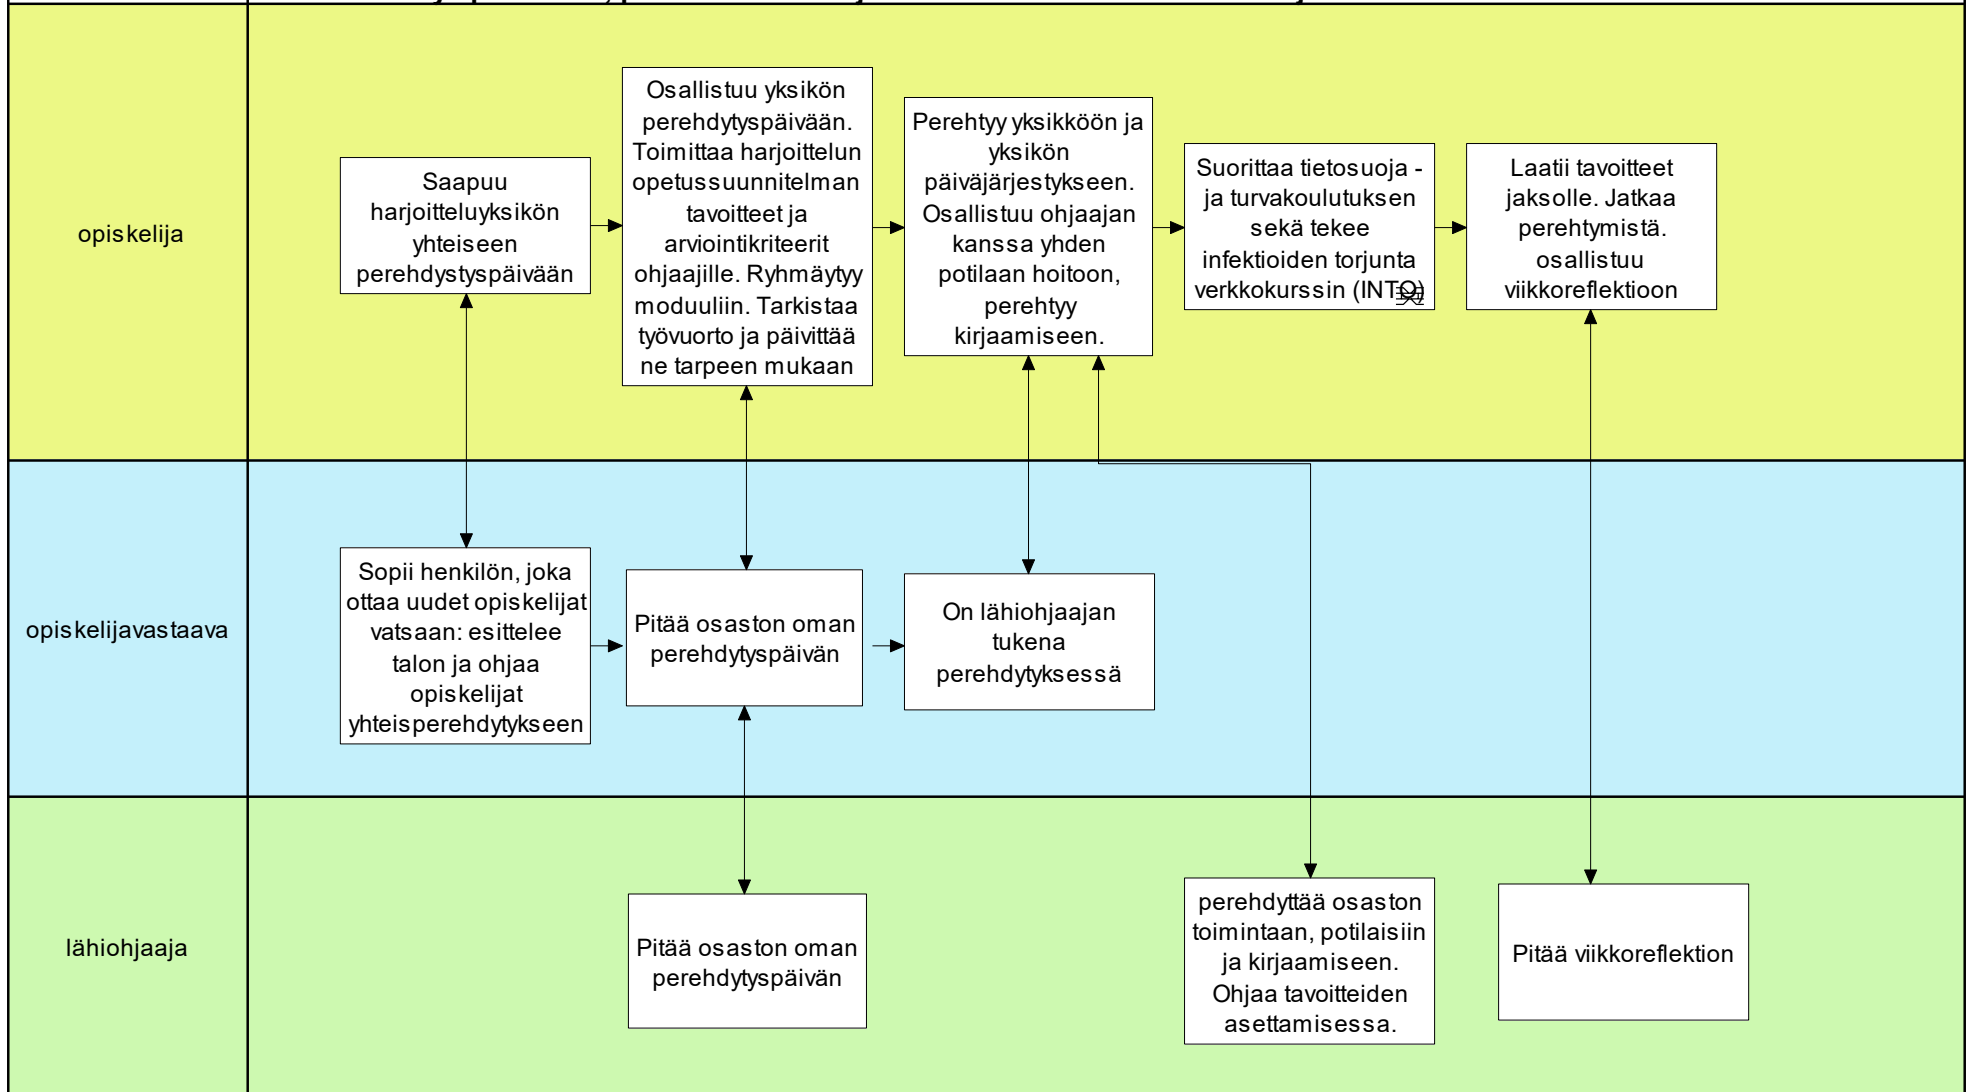 opiskelija
Saapuu
harjoitteluyksikön
yhteiseen
perehdystyspäivään
Osallistuu yksikön
perehdytyspäivään.
Toimittaa harjoittelun
opetussuunnitelman
tavoitteet ja
arviointikriteerit
ohjaajille. Ryhmäytyy
moduuliin. Tarkistaa
työvuorto ja päivittää
ne tarpeen mukaan
Perehtyy yksikköön ja
yksikön
päiväjärjestykseen.
Osallistuu ohjaajan
kanssa yhden
potilaan hoitoon,
perehtyy
kirjaamiseen.
Suorittaa tietosuoja -
ja turvakoulutuksen
sekä tekee
infektioiden torjunta
verkkokurssin (INTO)
Laatii tavoitteet
jaksolle. Jatkaa
perehtymistä.
osallistuu
viikkoreflektioon
opiskelijavastaava
Sopii henkilön, joka
ottaa uudet opiskelijat
vatsaan: esittelee
talon ja ohjaa
opiskelijat
yhteisperehdytykseen
Pitää osaston oman
perehdytyspäivän
On lähiohjaajan
tukena
perehdytyksessä
lähiohjaaja
Pitää osaston oman
perehdytyspäivän
perehdyttää osaston
toimintaan, potilaisiin
ja kirjaamiseen.
Ohjaa tavoitteiden
asettamisessa.
Pitää viikkoreflektion